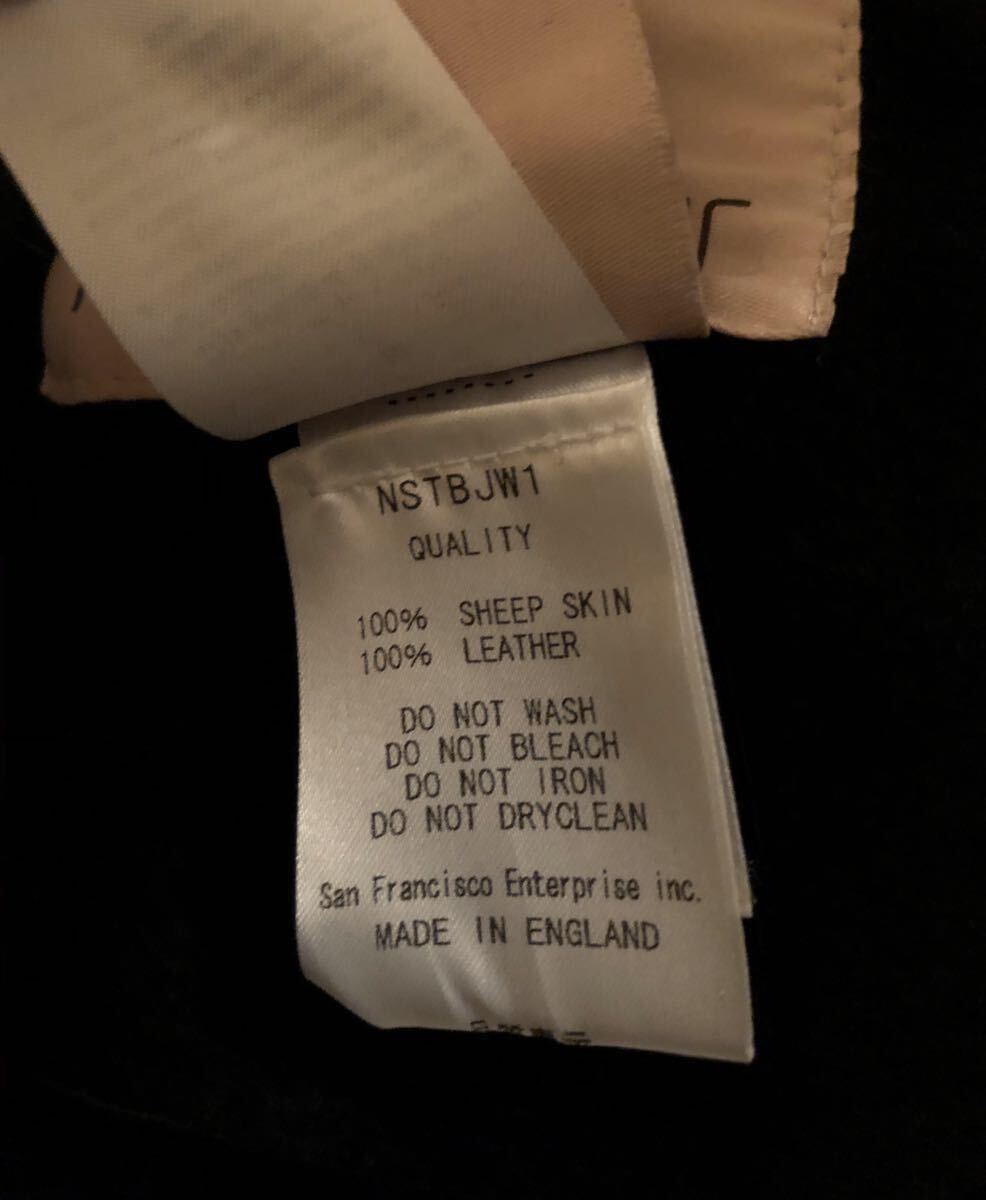 NSTBJW1
QUALITY
100% SHEEP SKIN
100% LEATHER
DO NOT WASH
DO NOT BLEACH
DO NOT IRON
DO NOT DRYCLEAN
San Francisco Enterprise inc.
MADE IN ENGLAND